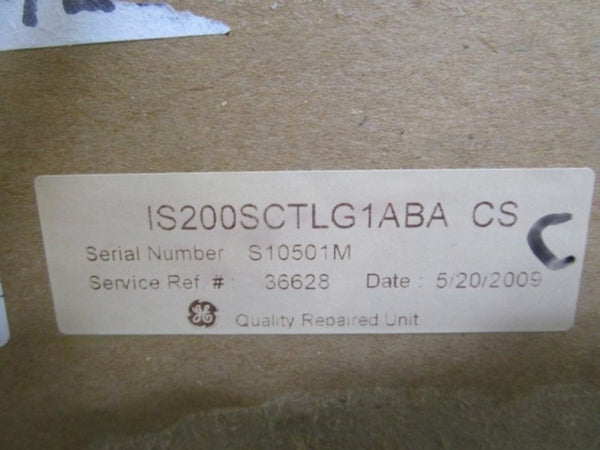 IS200SCTLG1ABA CS
C
Serial Number S10501M
Service Ref. # : 36628 Date : 5/20/2009
GE Quality Repaired Unit